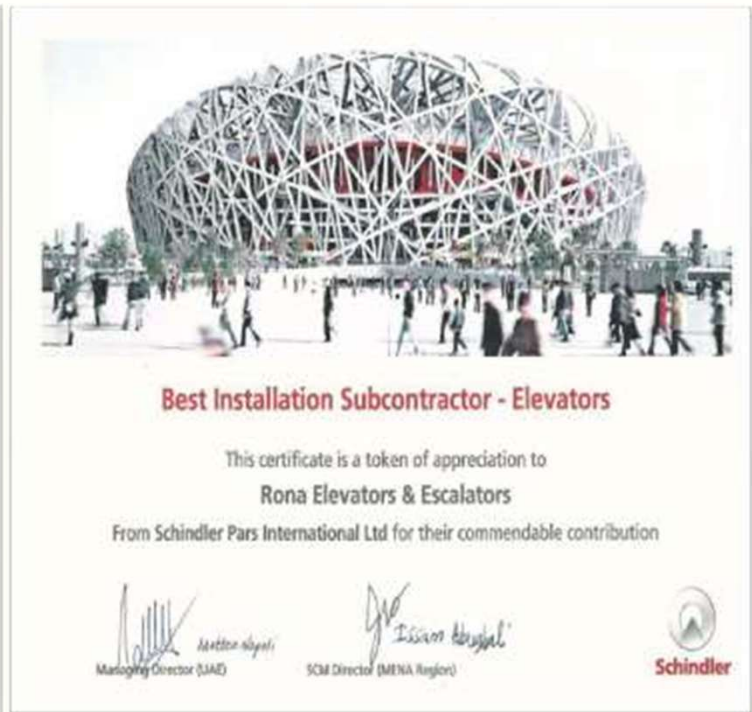 Best Installation Subcontractor - Elevators
This certificate is a token of appreciation to
Rona Elevators & Escalators
From Schindler Pars International Ltd for their commendable contribution
Issam
Managing Director (UAE)
SCM Director (MENA Region)
Schindler